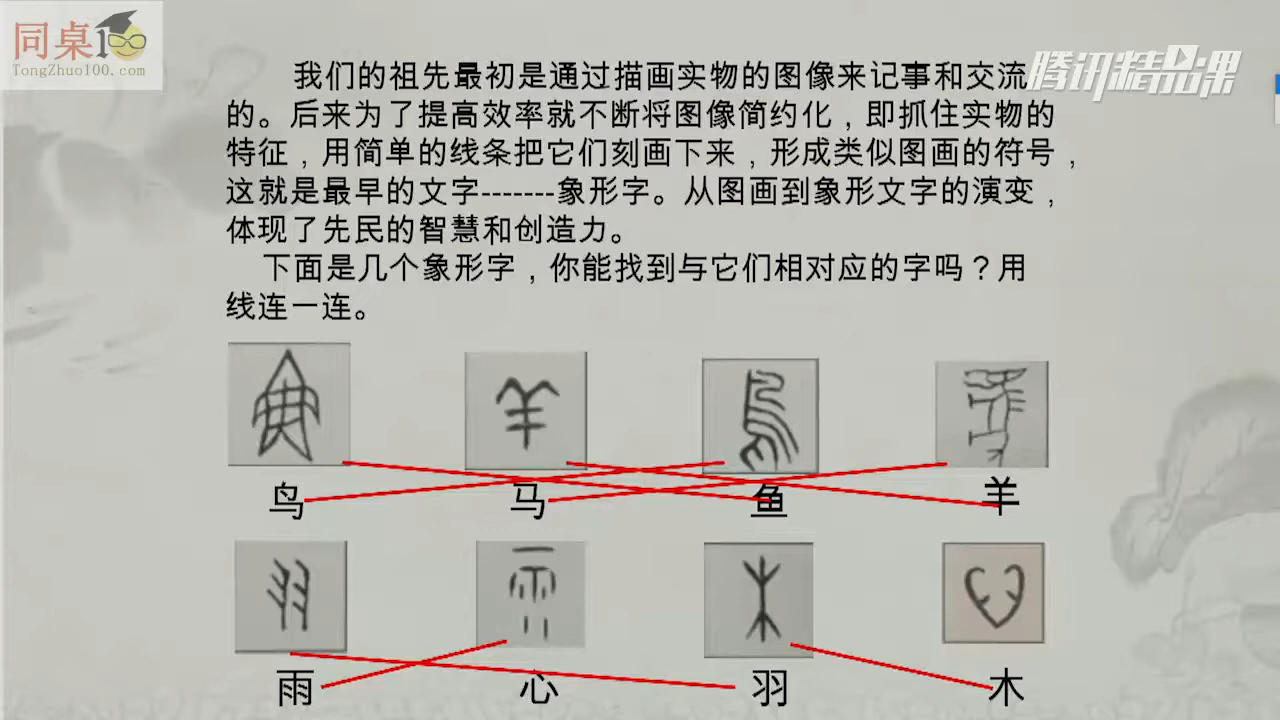 同桌100
TongZhuo100.com
腾讯精品课
我们的祖先最初是通过描画实物的图像来记事和交流
的。后来为了提高效率就不断将图像简约化，即抓住实物的
特征，用简单的线条把它们刻画下来，形成类似图画的符号，
这就是最早的文字-------象形字。从图画到象形文字的演变，
体现了先民的智慧和创造力。
下面是几个象形字，你能找到与它们相对应的字吗？用
线连一连。
鸟 马 鱼 羊
雨 心 羽 木